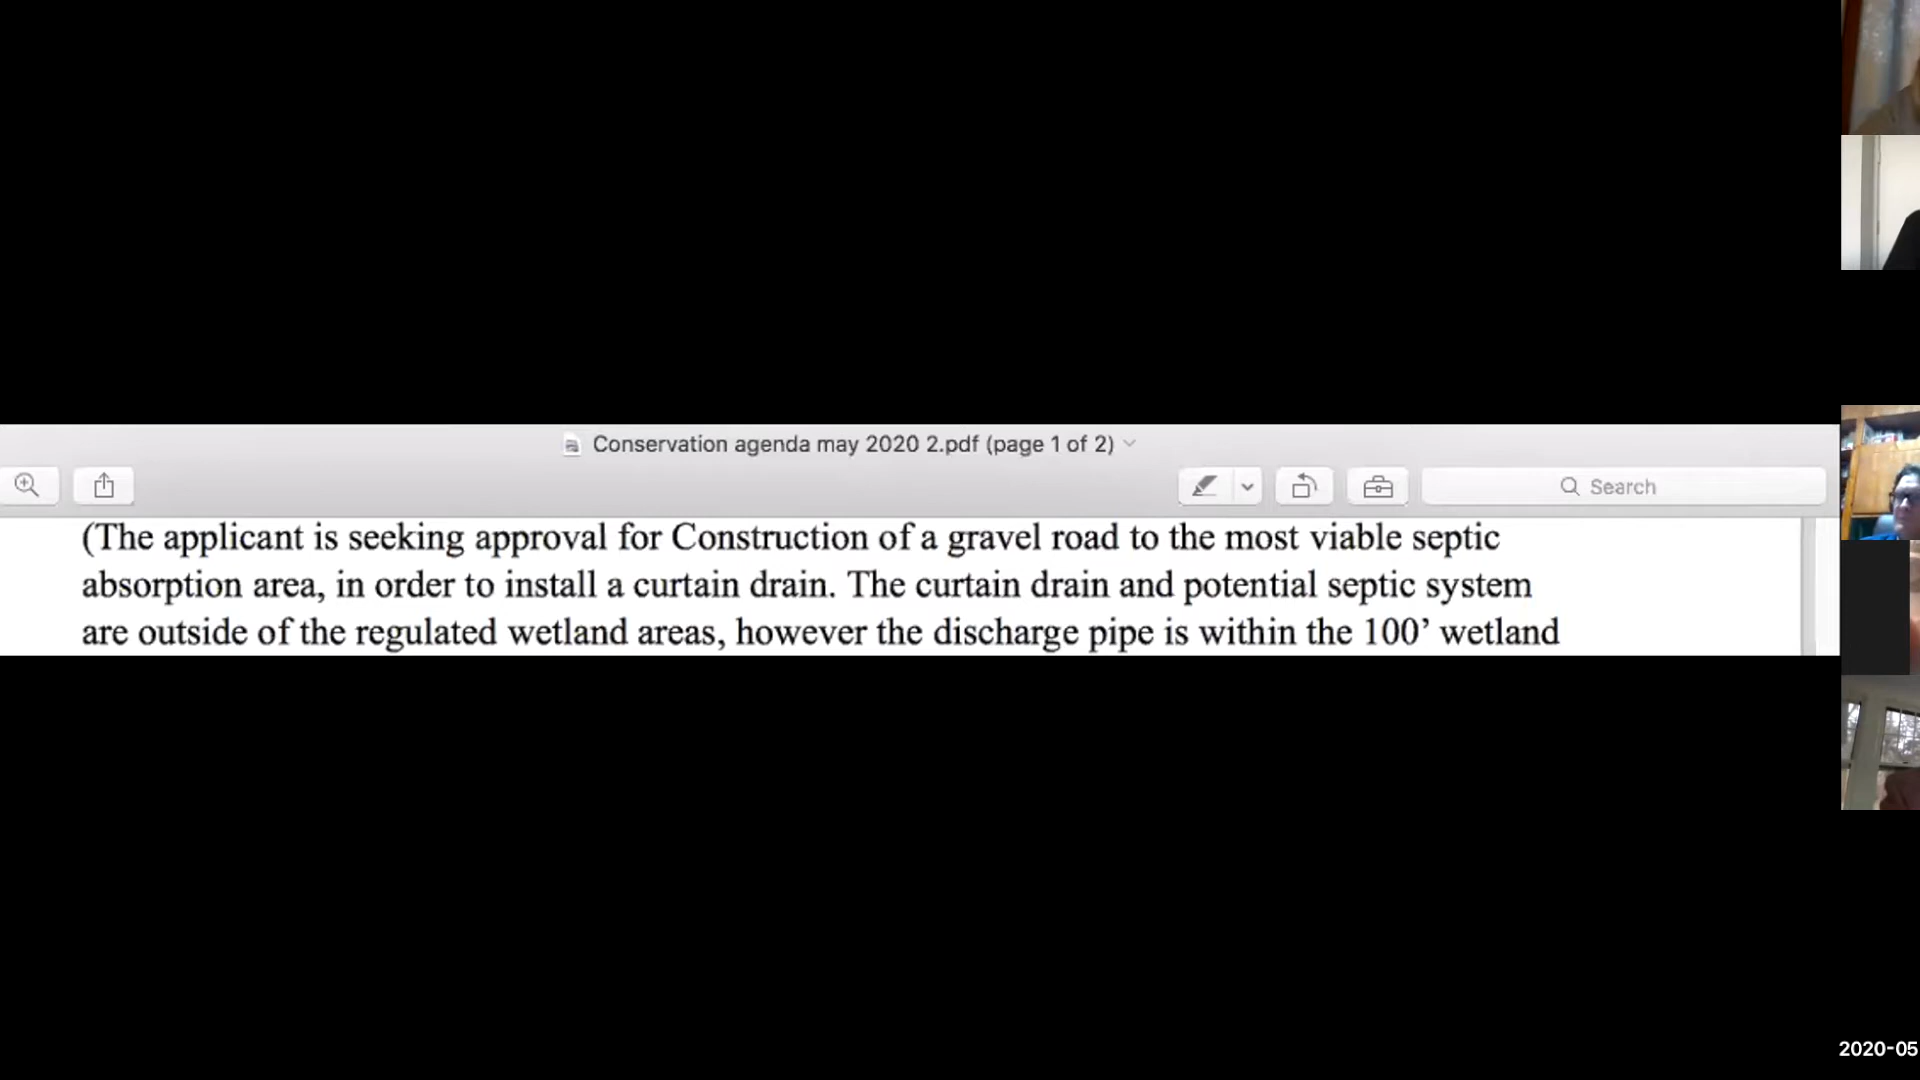 Conservation agenda may 2020 2.pdf (page 1 of 2)
Search
(The applicant is seeking approval for Construction of a gravel road to the most viable septic
absorption area, in order to install a curtain drain. The curtain drain and potential septic system
are outside of the regulated wetland areas, however the discharge pipe is within the 100’ wetland
2020-05